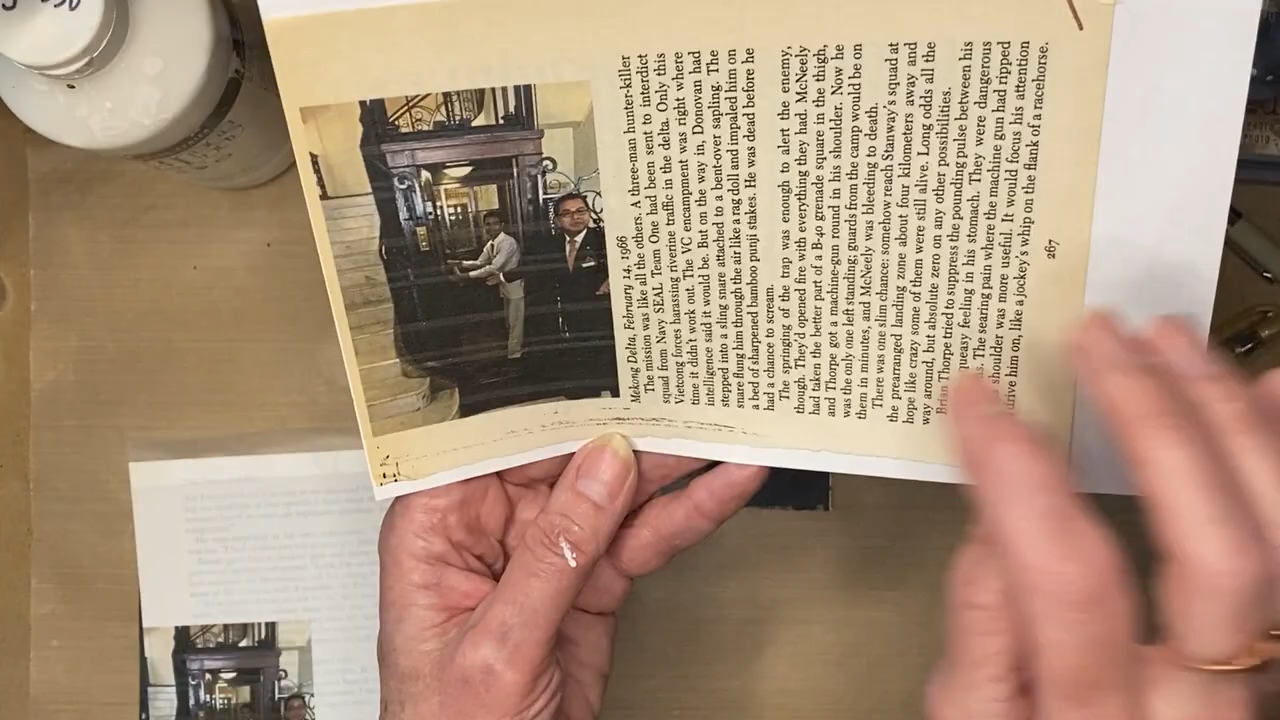 Mekong Delta, February 14, 1966
The mission was like all the others. A three-man hunter-killer
squad from Navy SEAL Team One had been sent to interdict
Vietcong forces harassing riverine traffic in the delta. Only this
time it didn't work out. The VC encampment was right where
intelligence said it would be. But on the way in, Donovan had
stepped into a sling snare attached to a bent-over sapling. The
snare flung him through the air like a rag doll and impaled him on
a bed of sharpened bamboo punji stakes. He was dead before he
had a chance to scream.
The springing of the trap was enough to alert the enemy,
though. They'd opened fire with everything they had. McNeely
had taken the better part of a B-40 grenade square in the thigh,
and Thorpe got a machine-gun round in his shoulder. Now he
was the only one left standing; guards from the camp would be on
them in minutes, and McNeely was bleeding to death.
There was one slim chance: somehow reach Stanway's squad at
the prearranged landing zone about four kilometers away and
hope like crazy some of them were still alive. Long odds all the
way around, but absolute zero on any other possibilities.
Brian Thorpe tried to suppress the pounding pulse between his
queasy feeling in his stomach. They were dangerous
s. The searing pain where the machine gun had ripped
shoulder was more useful. It would focus his attention
drive him on, like a jockey's whip on the flank of a racehorse.
267